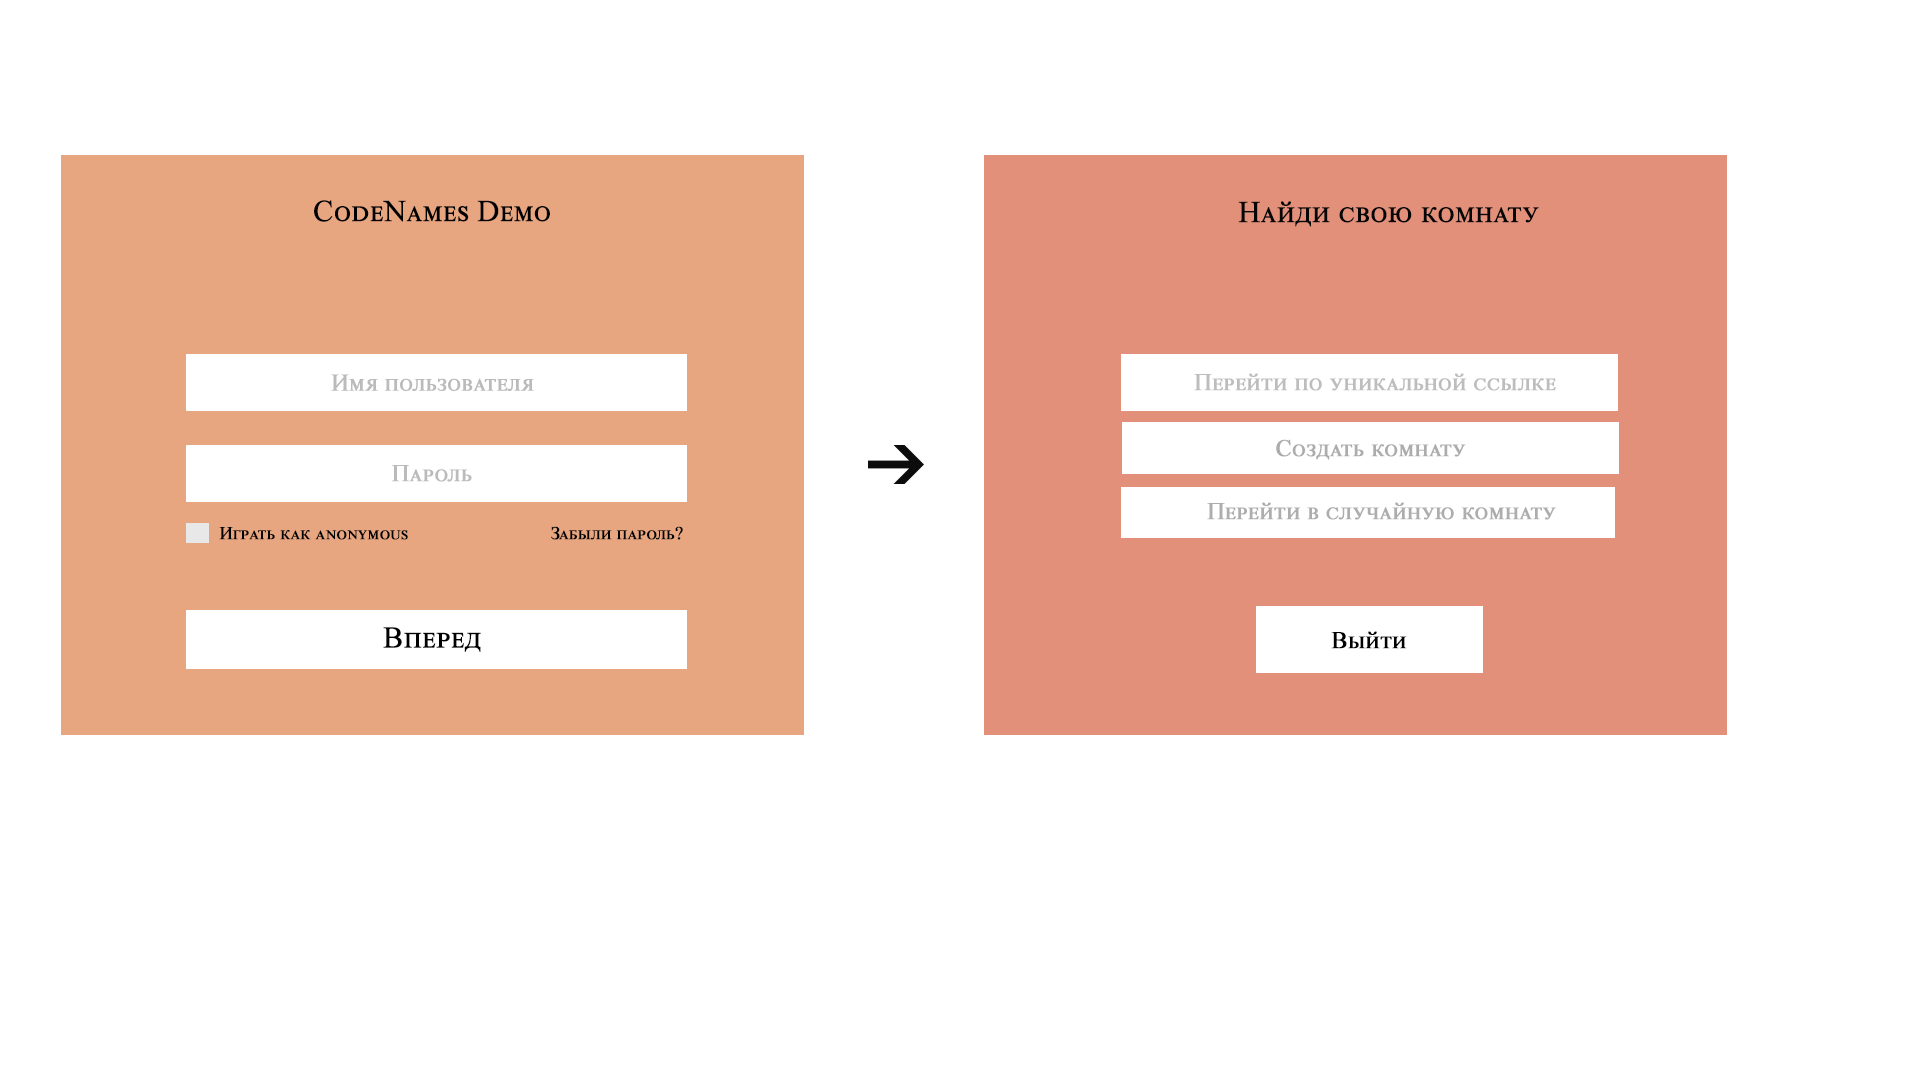 CodeNames Demo
Имя пользователя
Пароль
Играть как anonymous
Забыли пароль?
Вперед
Найди свою комнату
Перейти по уникальной ссылке
Создать комнату
Перейти в случайную комнату
Выйти